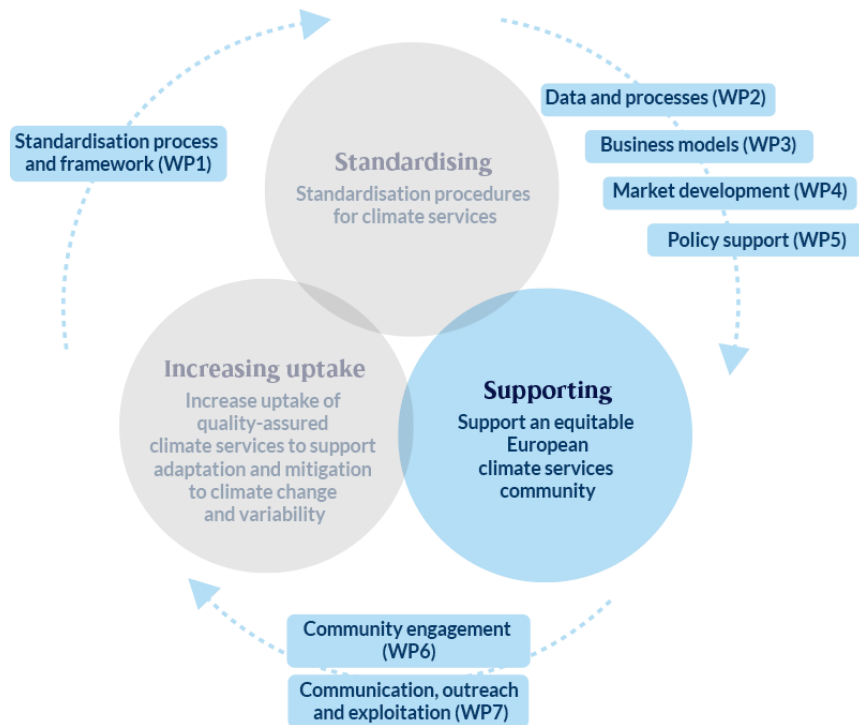 Standardisation process
and framework (WP1)
Data and processes (WP2)
Business models (WP3)
Market development (WP4)
Policy support (WP5)
Standardising
Standardisation procedures
for climate services
Increasing uptake
Increase uptake of
quality-assured
climate services to support
adaptation and mitigation
to climate change
and variability
Supporting
Support an equitable
European
climate services
community
Community engagement
(WP6)
Communication, outreach
and exploitation (WP7)